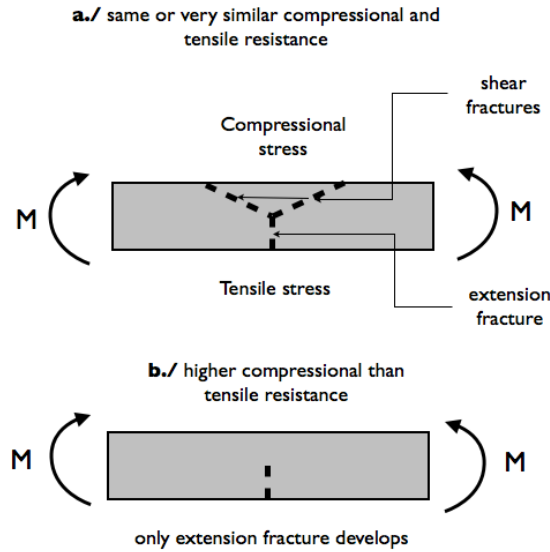 a./ same or very similar compressional and
tensile resistance
shear
fractures
Compressional
stress
M
M
Tensile stress
extension
fracture
b./ higher compressional than
tensile resistance
M
M
only extension fracture develops